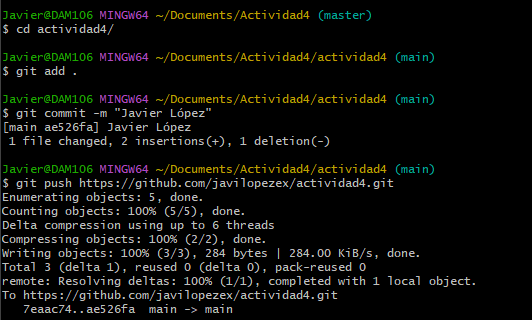 Javier@DAM106 MINGW64 ~/Documents/Actividad4 (master)
$ cd actividad4/
Javier@DAM106 MINGW64 ~/Documents/Actividad4/actividad4 (main)
$ git add .
Javier@DAM106 MINGW64 ~/Documents/Actividad4/actividad4 (main)
$ git commit -m "Javier López"
[main ae526fa] Javier López
 1 file changed, 2 insertions(+), 1 deletion(-)
Javier@DAM106 MINGW64 ~/Documents/Actividad4/actividad4 (main)
$ git push https://github.com/javilopezex/actividad4.git
Enumerating objects: 5, done.
Counting objects: 100% (5/5), done.
Delta compression using up to 6 threads
Compressing objects: 100% (2/2), done.
Writing objects: 100% (3/3), 284 bytes | 284.00 KiB/s, done.
Total 3 (delta 1), reused 0 (delta 0), pack-reused 0
remote: Resolving deltas: 100% (1/1), completed with 1 local object.
To https://github.com/javilopezex/actividad4.git
   7eaac74..ae526fa  main -> main